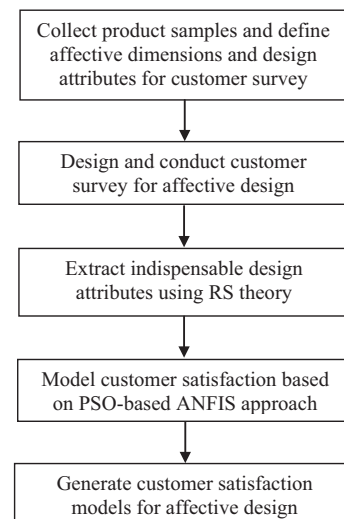 Collect product samples and define
affective dimensions and design
attributes for customer survey
Design and conduct customer
survey for affective design
Extract indispensable design
attributes using RS theory
Model customer satisfaction based
on PSO-based ANFIS approach
Generate customer satisfaction
models for affective design